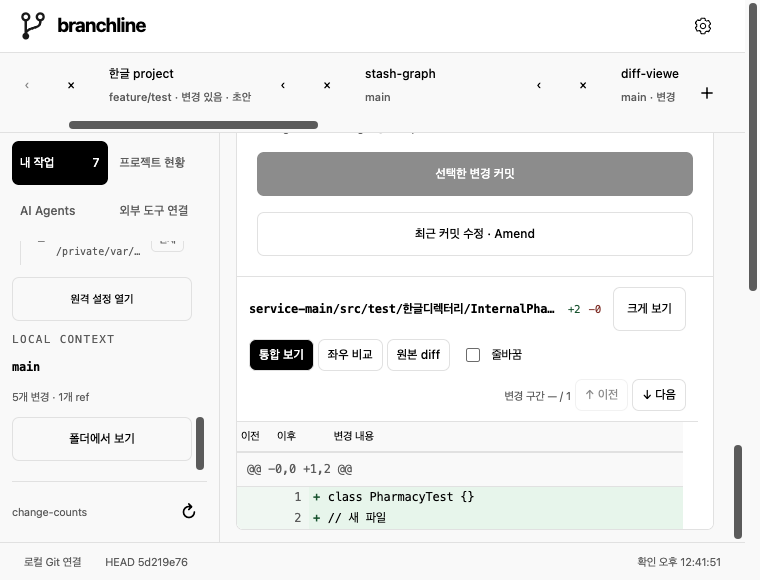 branchline
한글 project
feature/test · 변경 있음 · 초안
stash-graph
main
diff-viewe
main · 변경
내 작업 7
프로젝트 현황
AI Agents
외부 도구 연결
/private/var/…
원격 설정 열기
LOCAL CONTEXT
main
5개 변경 · 1개 ref
폴더에서 보기
change-counts
선택한 변경 커밋
최근 커밋 수정 · Amend
service-main/src/test/한글디렉터리/InternalPha… +2 −0 크게 보기
통합 보기 좌우 비교 원본 diff 줄바꿈
변경 구간 — / 1 ↑ 이전 ↓ 다음
이전 이후 변경 내용
@@ −0,0 +1,2 @@
1 + class PharmacyTest {}
2 + // 새 파일
로컬 Git 연결 HEAD 5d219e76 확인 오후 12:41:51